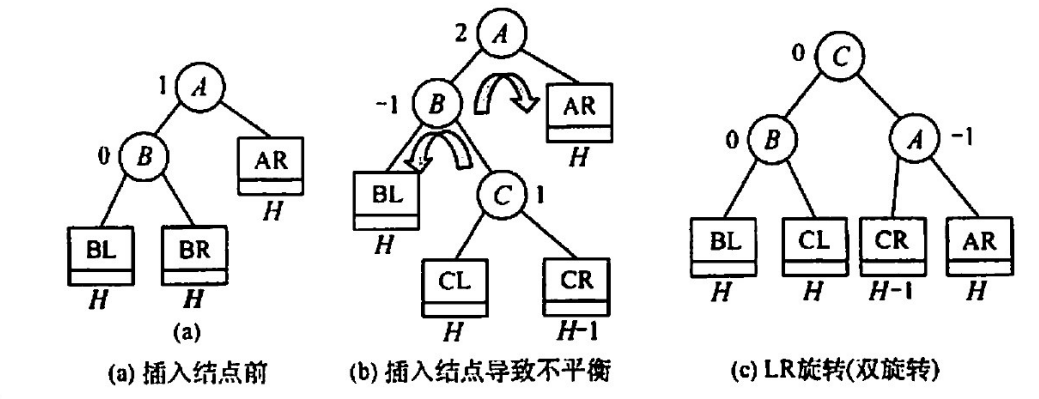 1 A
0 B AR
H
BL BR
H H
(a)
(a) 插入结点前
2 A
-1 B AR
H
BL C 1
H
CL CR
H H-1
(b) 插入结点导致不平衡
0 C
0 B A -1
BL CL CR AR
H H H-1 H
(c) LR旋转(双旋转)